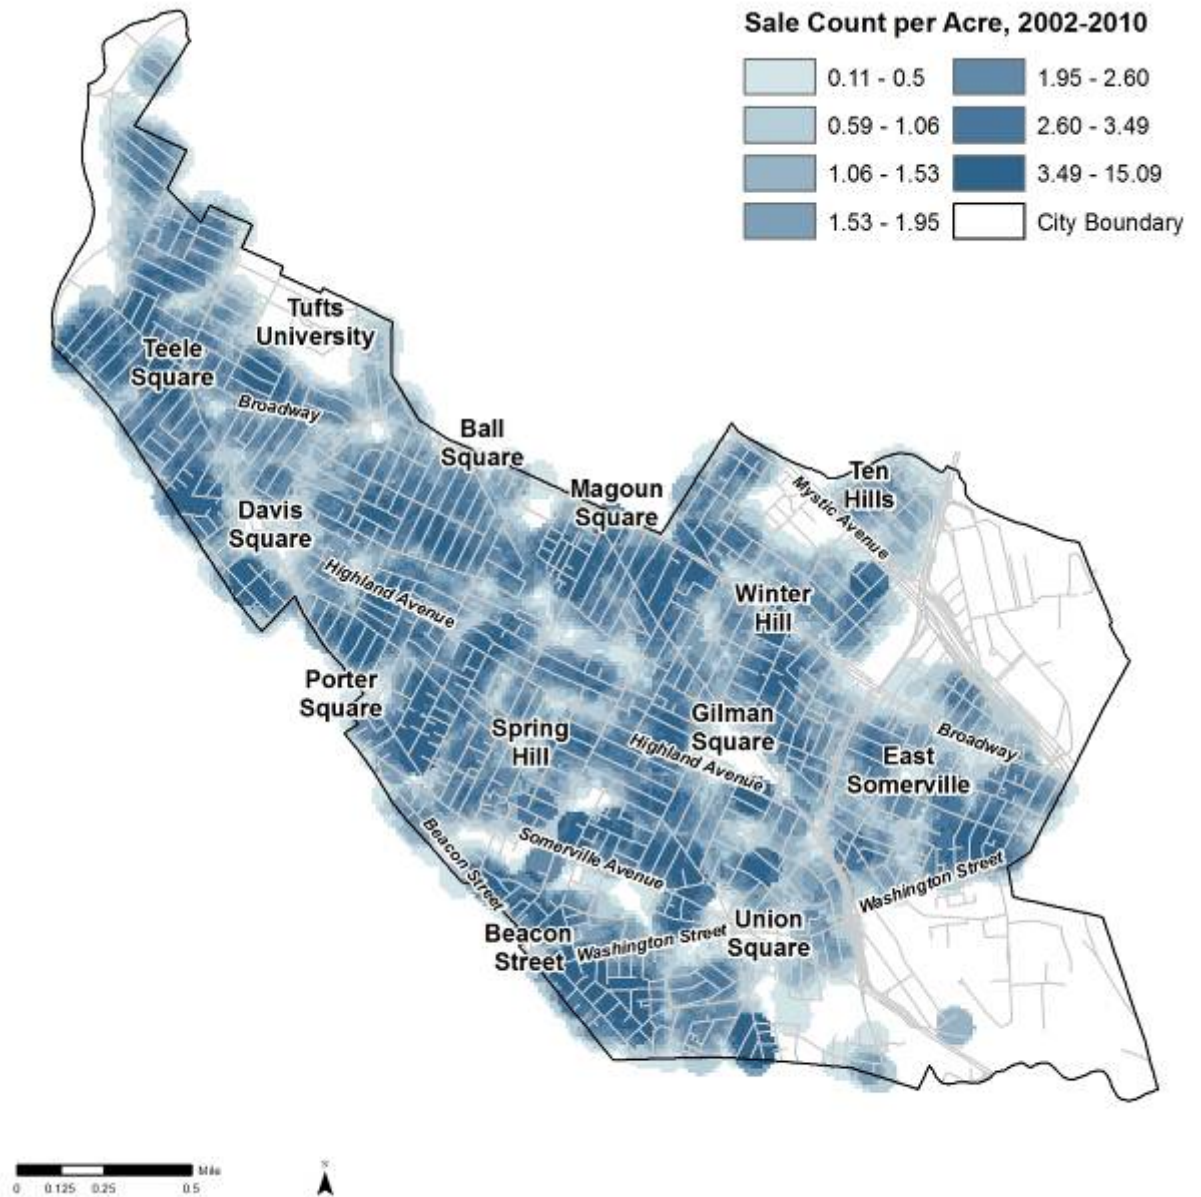 Sale Count per Acre, 2002-2010
0.11 - 0.5
1.95 - 2.60
0.59 - 1.06
2.60 - 3.49
1.06 - 1.53
3.49 - 15.09
1.53 - 1.95
City Boundary
Tufts
University
Teele
Square
Broadway
Ball
Square
Magoun
Square
Ten
Hills
Mystic Avenue
Davis
Square
Highland Avenue
Winter
Hill
Porter
Square
Spring
Hill
Gilman
Square
Highland Avenue
Broadway
East
Somerville
Beacon Street
Somerville Avenue
Washington Street
Union
Square
Beacon
Street
Washington Street
Mile
0 0.125 0.25 0.5
N